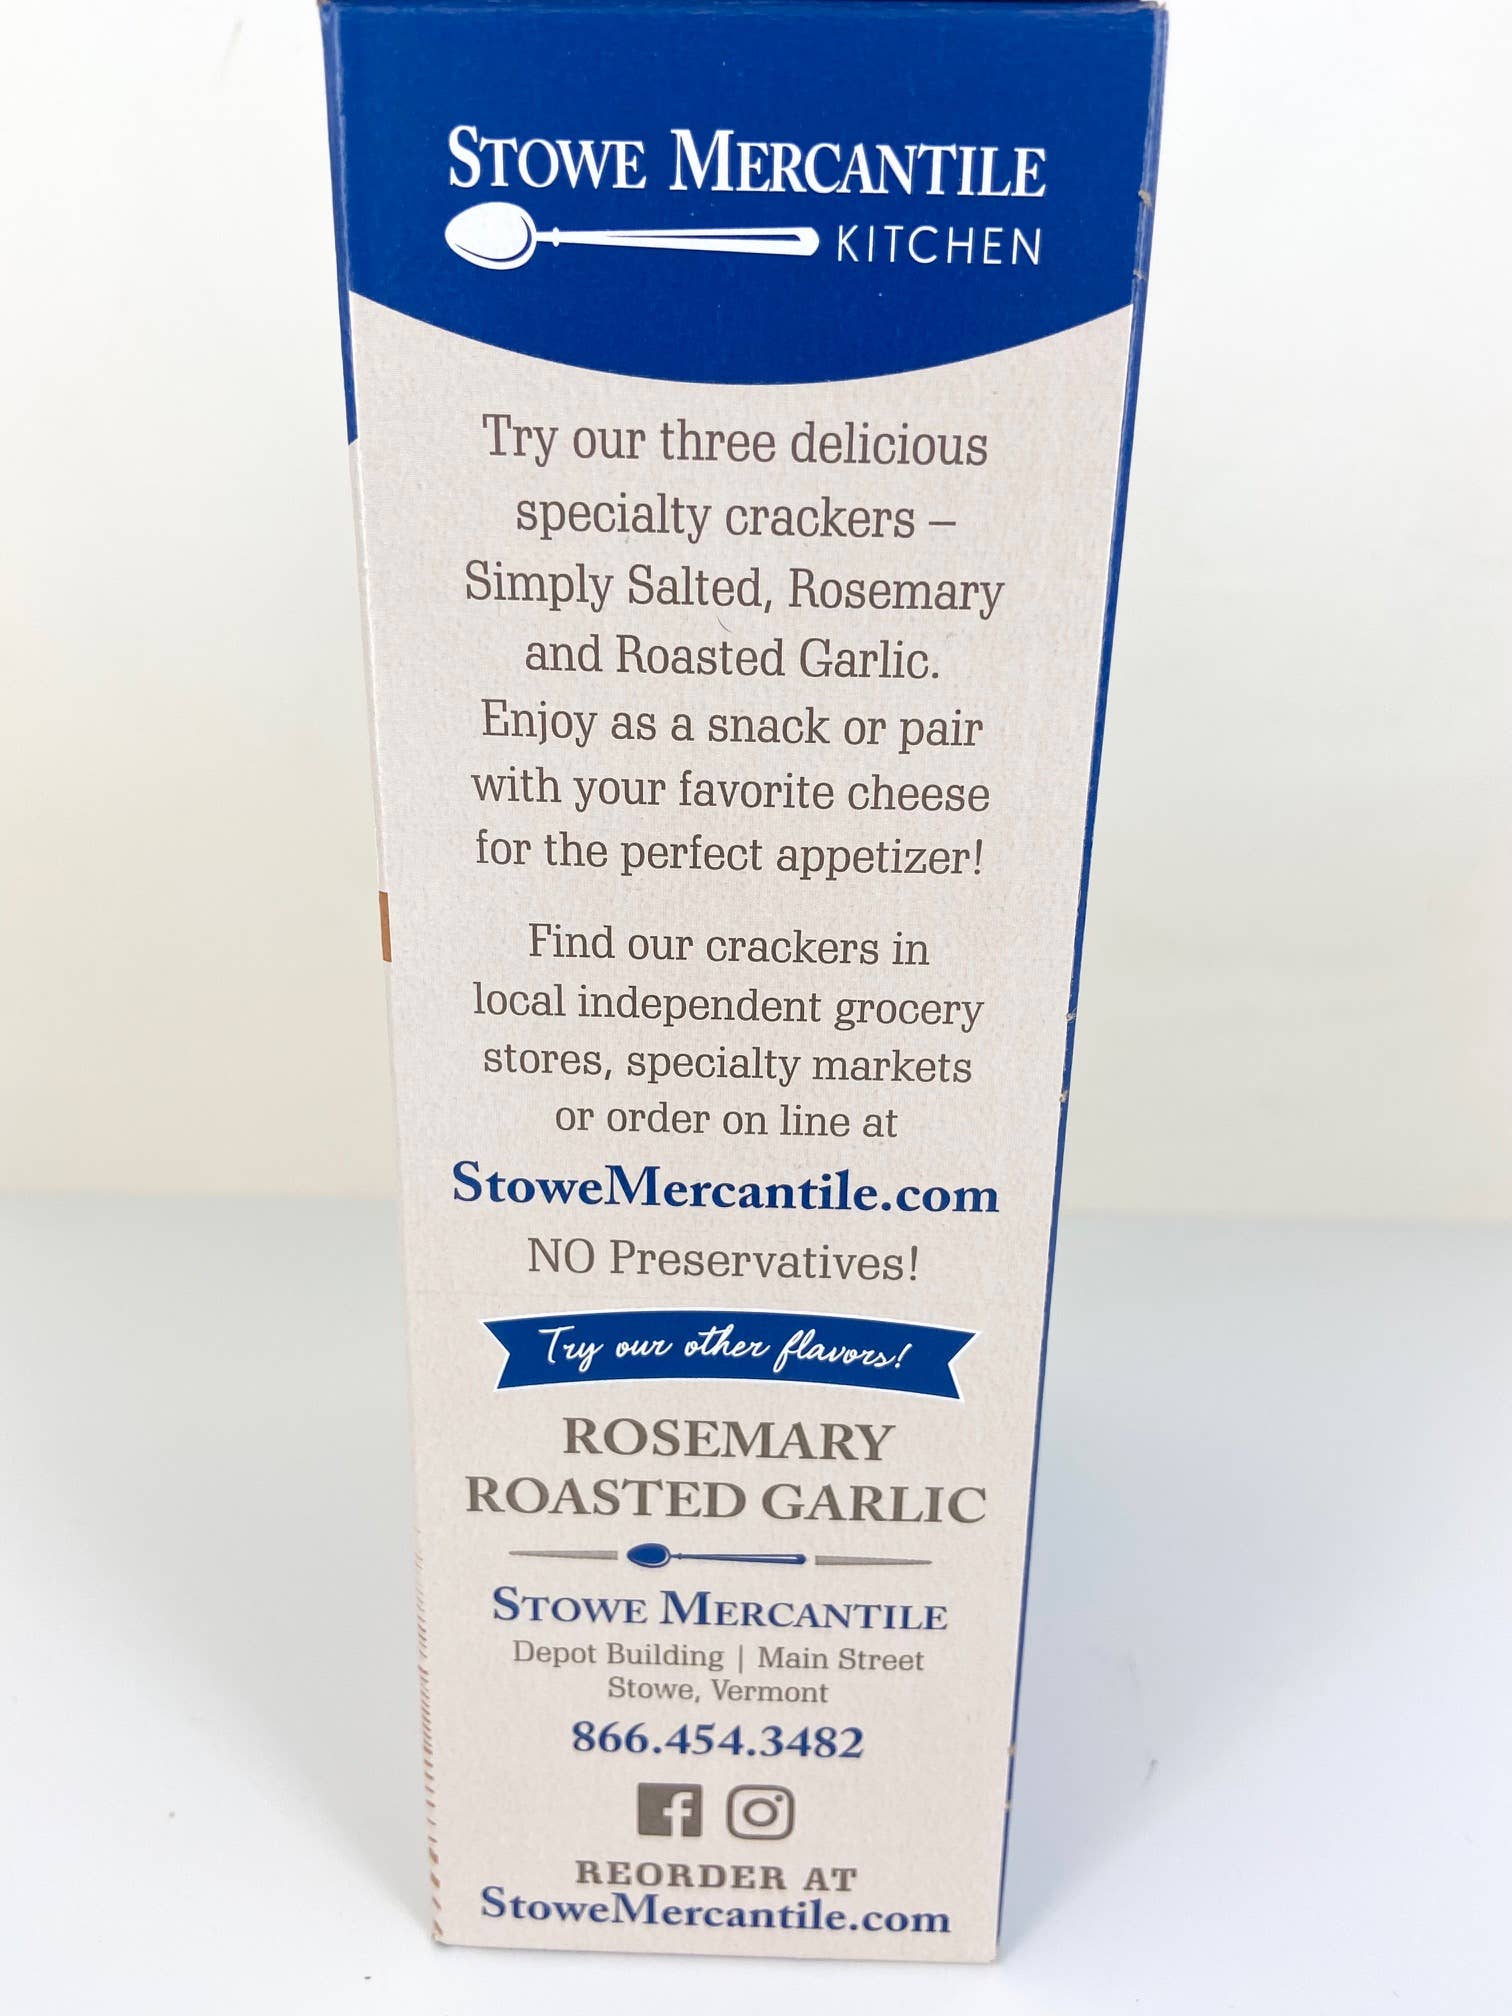 STOWE MERCANTILE
KITCHEN
Try our three delicious
specialty crackers –
Simply Salted, Rosemary
and Roasted Garlic.
Enjoy as a snack or pair
with your favorite cheese
for the perfect appetizer!
Find our crackers in
local independent grocery
stores, specialty markets
or order on line at
StoweMercantile.com
NO Preservatives!
Try our other flavors!
ROSEMARY
ROASTED GARLIC
STOWE MERCANTILE
Depot Building | Main Street
Stowe, Vermont
866.454.3482
REORDER AT
StoweMercantile.com